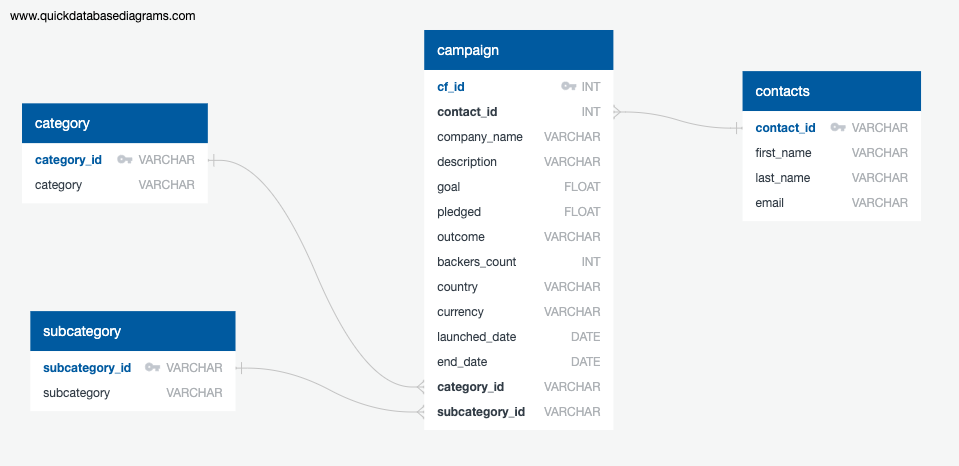 www.quickdatabasediagrams.com
category
category_id VARCHAR
category VARCHAR
subcategory
subcategory_id VARCHAR
subcategory VARCHAR
campaign
cf_id INT
contact_id INT
company_name VARCHAR
description VARCHAR
goal FLOAT
pledged FLOAT
outcome VARCHAR
backers_count INT
country VARCHAR
currency VARCHAR
launched_date DATE
end_date DATE
category_id VARCHAR
subcategory_id VARCHAR
contacts
contact_id VARCHAR
first_name VARCHAR
last_name VARCHAR
email VARCHAR